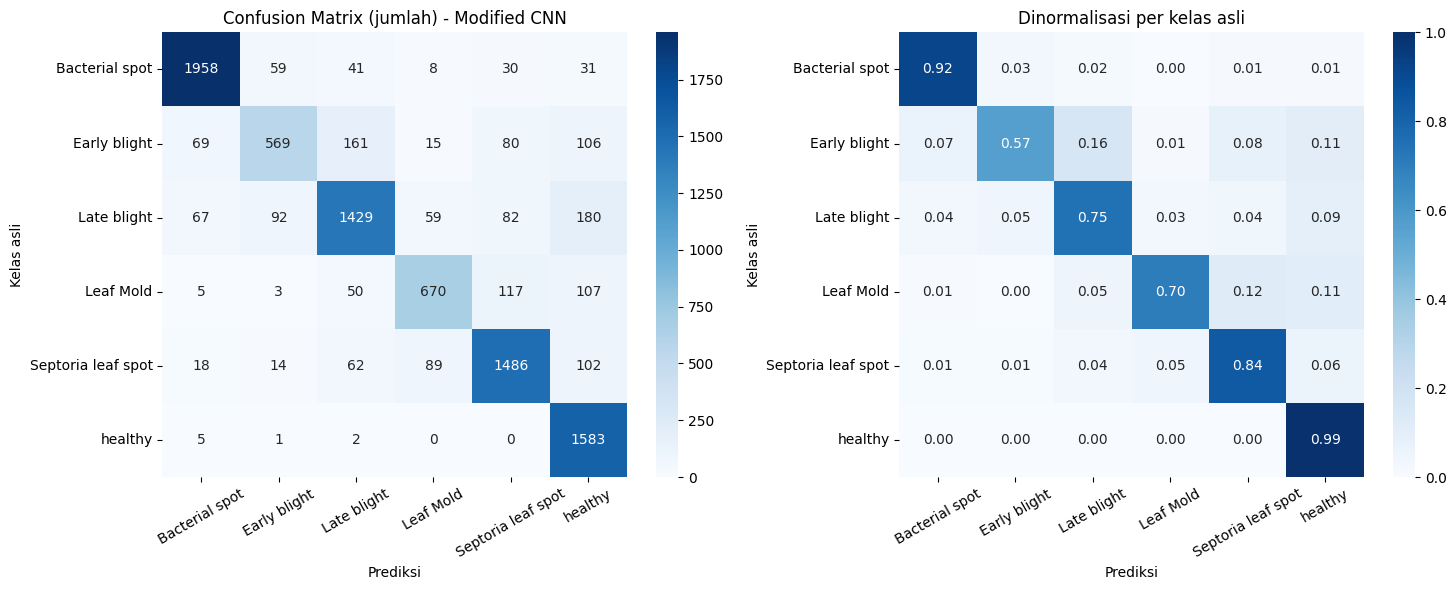 Confusion Matrix (jumlah) - Modified CNN
Kelas asli
Bacterial spot 1958 59 41 8 30 31
Early blight 69 569 161 15 80 106
Late blight 67 92 1429 59 82 180
Leaf Mold 5 3 50 670 117 107
Septoria leaf spot 18 14 62 89 1486 102
healthy 5 1 2 0 0 1583
Bacterial spot Early blight Late blight Leaf Mold Septoria leaf spot healthy
Prediksi
1750
1500
1250
1000
750
500
250
0
Dinormalisasi per kelas asli
Kelas asli
Bacterial spot 0.92 0.03 0.02 0.00 0.01 0.01
Early blight 0.07 0.57 0.16 0.01 0.08 0.11
Late blight 0.04 0.05 0.75 0.03 0.04 0.09
Leaf Mold 0.01 0.00 0.05 0.70 0.12 0.11
Septoria leaf spot 0.01 0.01 0.04 0.05 0.84 0.06
healthy 0.00 0.00 0.00 0.00 0.00 0.99
Bacterial spot Early blight Late blight Leaf Mold Septoria leaf spot healthy
Prediksi
1.0
0.8
0.6
0.4
0.2
0.0